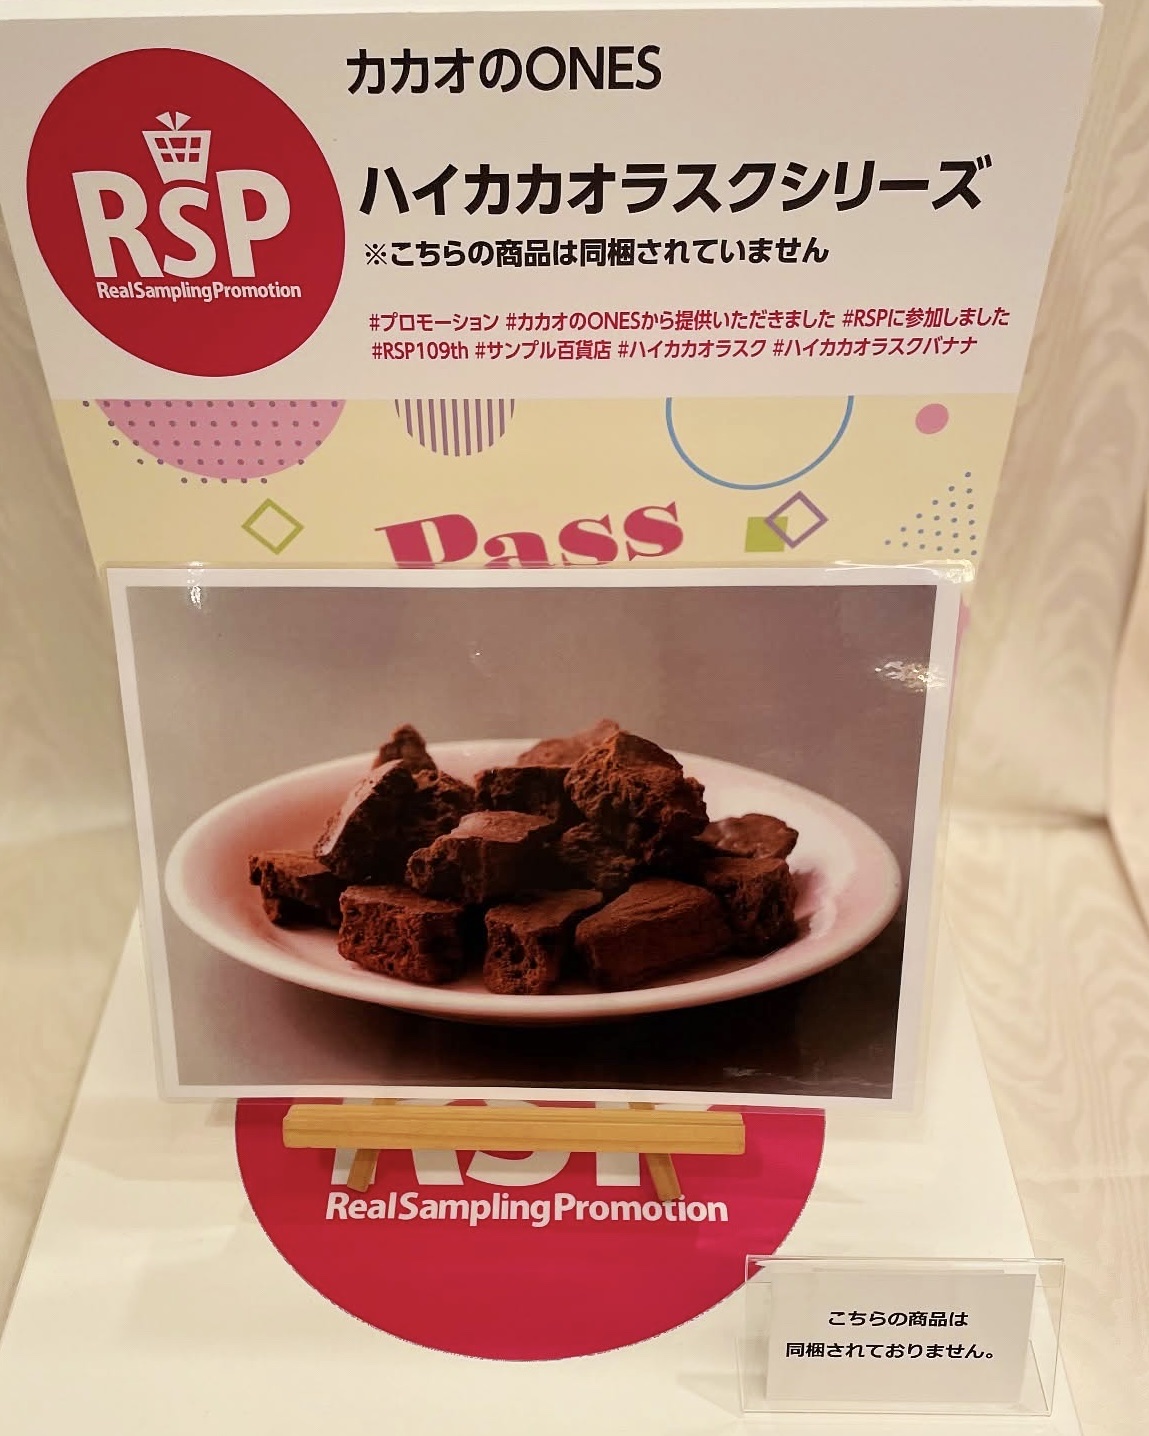 RSP
RealSamplingPromotion
カカオのONES
ハイカカオラスクシリーズ
※こちらの商品は同梱されていません
#プロモーション #カカオのONESから提供いただきました #RSPに参加しました
#RSP109th #サンプル百貨店 #ハイカカオラスク #ハイカカオラスクバナナ
Pass
RSP
RealSamplingPromotion
こちらの商品は
同梱されておりません。